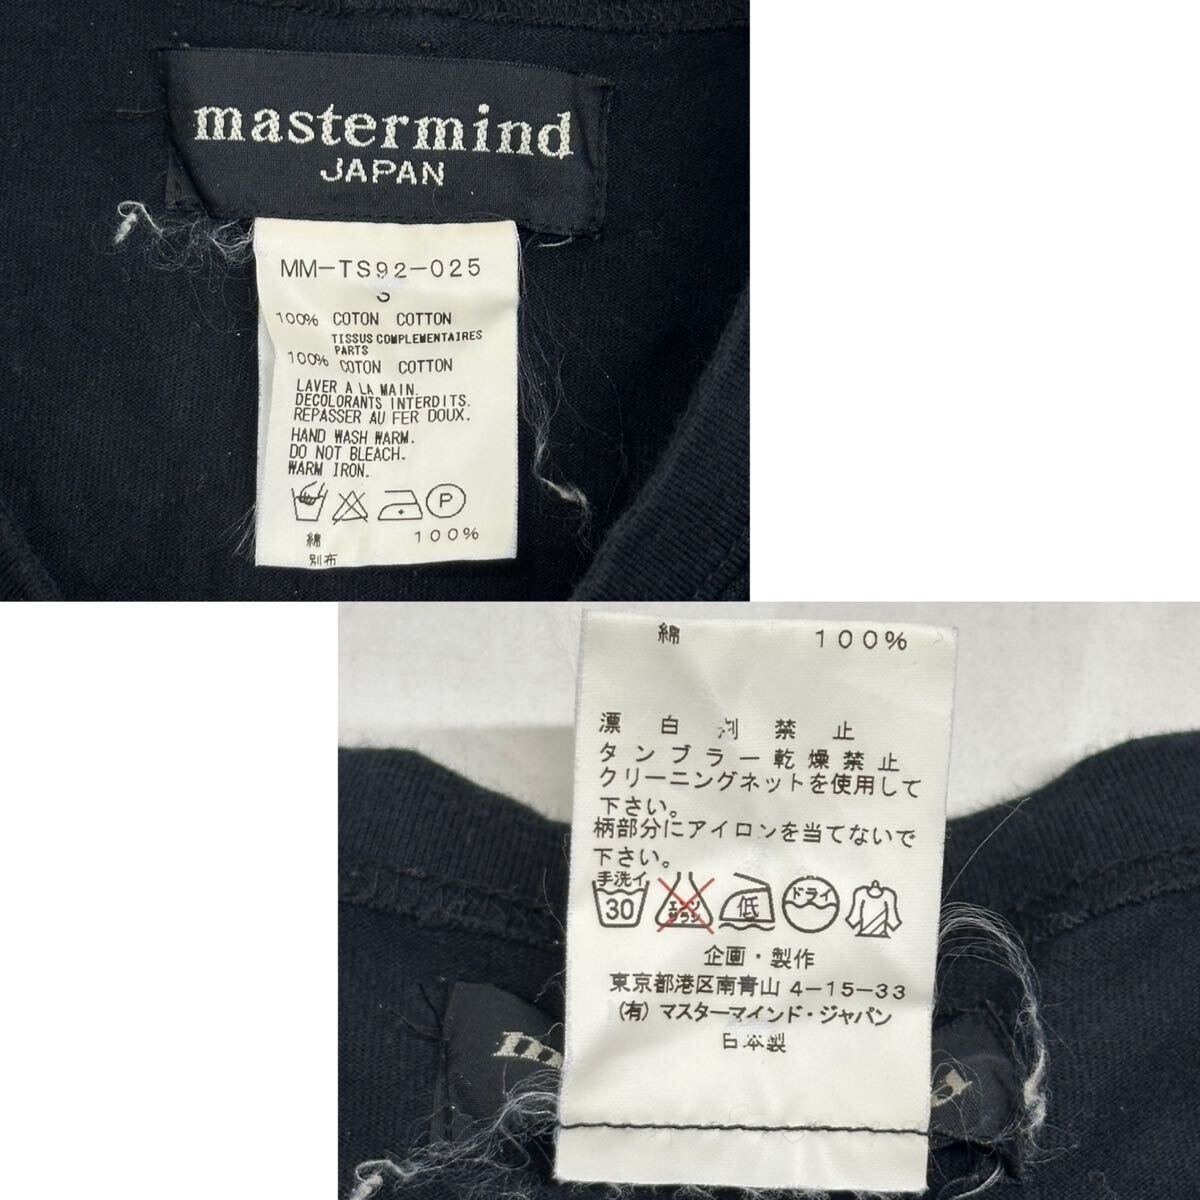 mastermind
JAPAN
MM-TS92-025
S
100% COTON COTTON
TISSUS COMPLEMENTAIRES
PARTS
100% COTON COTTON
LAVER A LA MAIN.
DECOLORANTS INTERDITS.
REPASSER AU FER DOUX.
HAND WASH WARM.
DO NOT BLEACH.
WARM IRON.
P
綿 100%
別布
綿 100%
漂白剤禁止
タンブラー乾燥禁止
クリーニングネットを使用して
下さい。
柄部分にアイロンを当てないで
下さい。
手洗イ 30 エンソサラシ 低 ドライ
企画・製作
東京都港区南青山 4-15-33
(有) マスターマインド・ジャパン
日本製